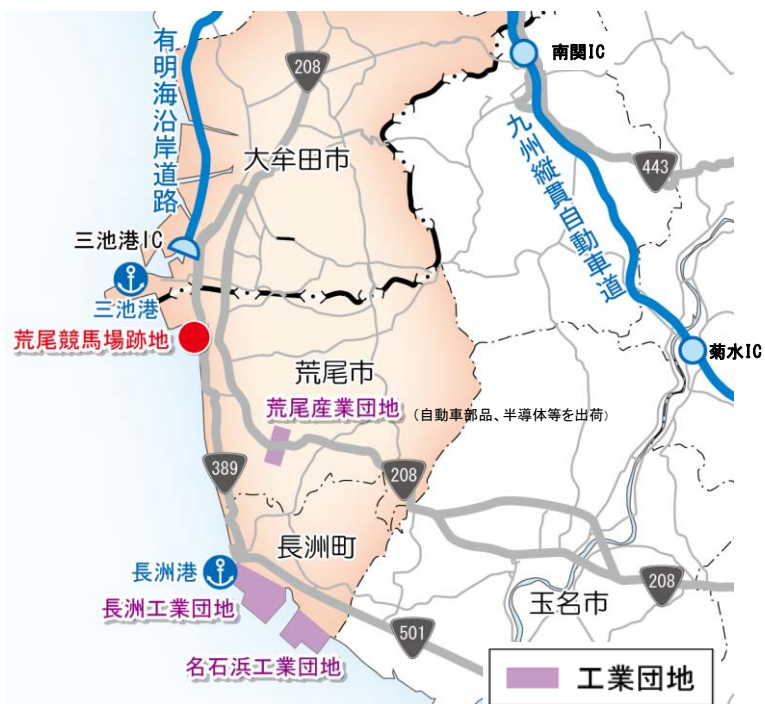 有明海沿岸道路
208
南関IC
大牟田市
443
九州縦貫自動車道
三池港IC
三池港
荒尾競馬場跡地
菊水IC
荒尾市
荒尾産業団地
（自動車部品、半導体等を出荷）
389
208
長洲町
長洲港
長洲工業団地
208
玉名市
501
名石浜工業団地
工業団地